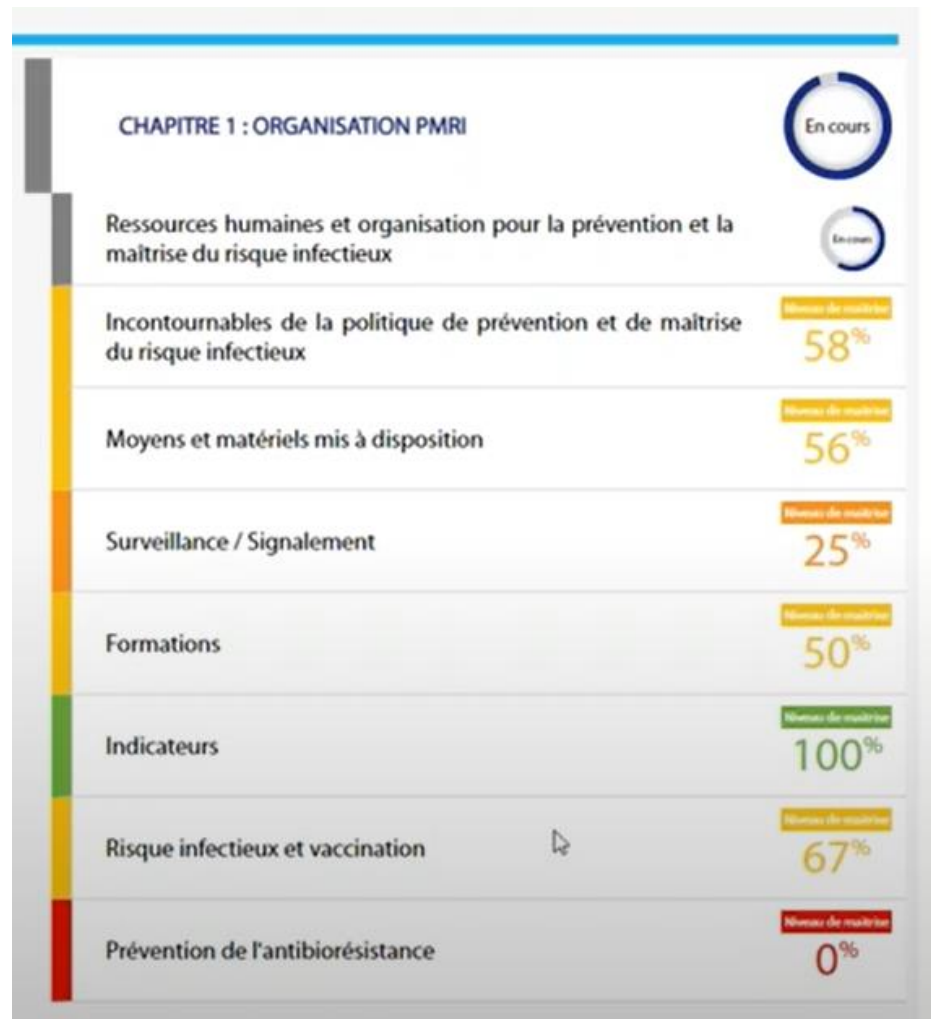 CHAPITRE 1 : ORGANISATION PMRI
En cours
Ressources humaines et organisation pour la prévention et la
maîtrise du risque infectieux
En cours
Incontournables de la politique de prévention et de maîtrise
du risque infectieux
Niveau de maîtrise
58%
Moyens et matériels mis à disposition
Niveau de maîtrise
56%
Surveillance / Signalement
Niveau de maîtrise
25%
Formations
Niveau de maîtrise
50%
Indicateurs
Niveau de maîtrise
100%
Risque infectieux et vaccination
Niveau de maîtrise
67%
Prévention de l'antibiorésistance
Niveau de maîtrise
0%